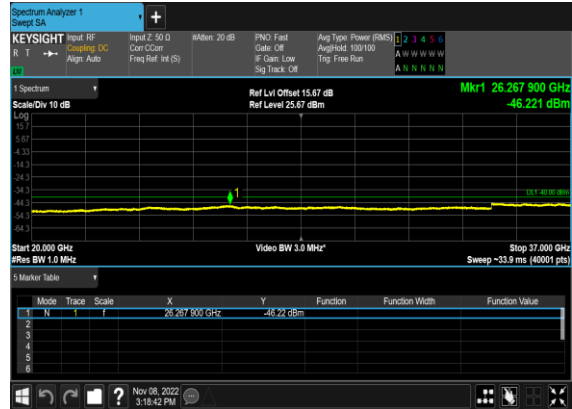 Spectrum Analyzer 1
Swept SA
+
KEYSIGHT Input: RF Input Z: 50 Ω #Atten: 20 dB PNO: Fast Avg Type: Power (RMS) 1 2 3 4 5 6
R T Coupling: DC Corr CCorr Gate: Off Avg|Hold: 100/100 A W W W W W
Align: Auto Freq Ref: Int (S) IF Gain: Low Trig: Free Run
Sig Track: Off A N N N N N
1 Spectrum Ref Lvl Offset 15.67 dB Mkr1 26.267 900 GHz
Scale/Div 10 dB Ref Level 25.67 dBm -46.221 dBm
Log
15.7
5.67
-4.33
-14.3
-24.3
-34.3
1
DL1 -40.00 dBm
-44.3
-54.3
-64.3
Start 20.000 GHz Video BW 3.0 MHz* Stop 37.000 GHz
#Res BW 1.0 MHz Sweep ~33.9 ms (40001 pts)
5 Marker Table
Mode Trace Scale X Y Function Function Width Function Value
1 N 1 f 26.267 900 GHz -46.22 dBm
2
3
4
5
6
? Nov 08, 2022
3:18:42 PM